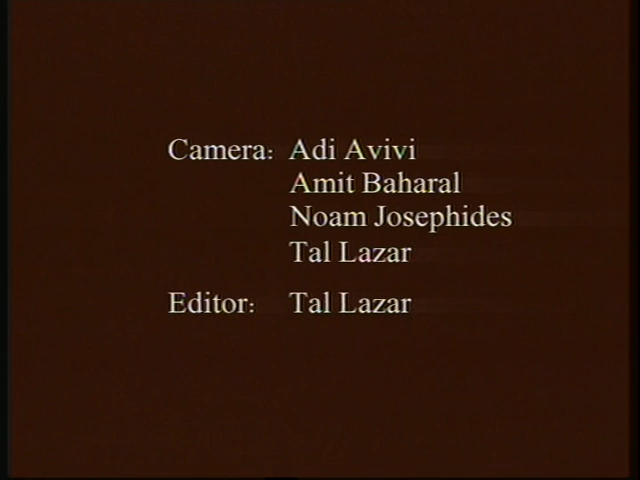 Camera: Adi Avivi
Amit Baharal
Noam Josephides
Tal Lazar
Editor: Tal Lazar